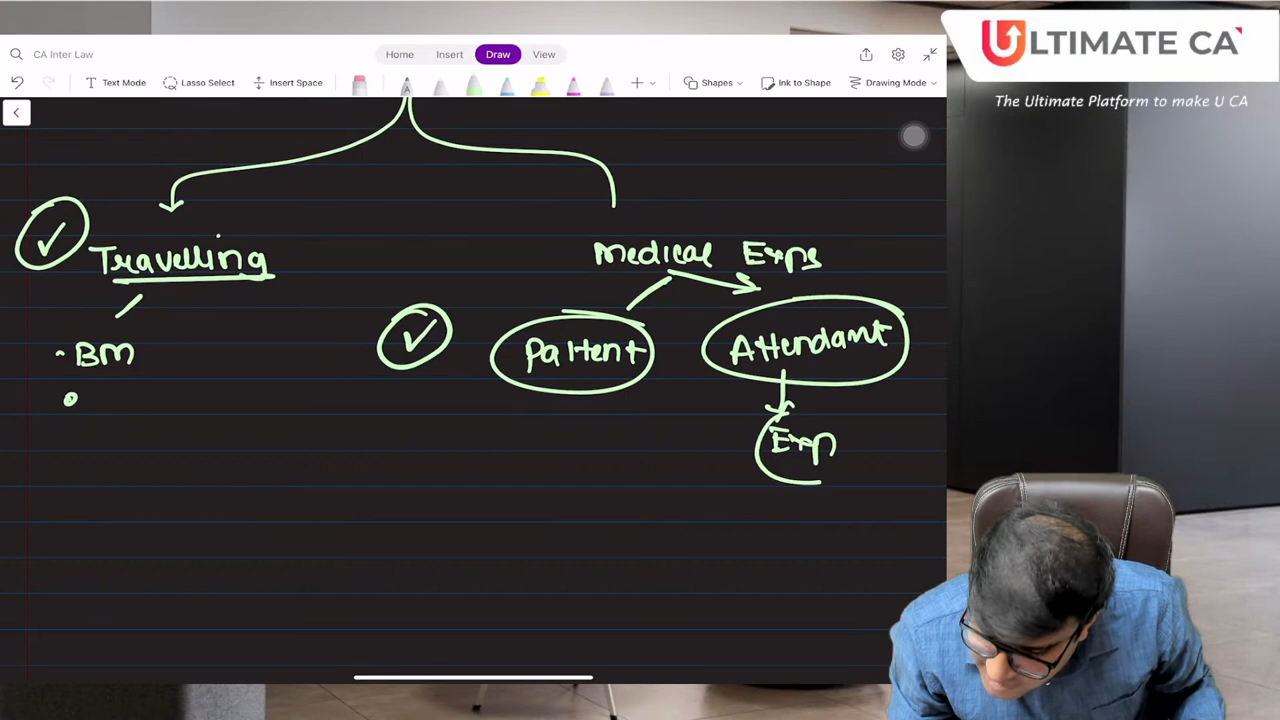 ULTIMATE CA
The Ultimate Platform to make U CA
CA Inter Law
Home Insert Draw View
Text Mode Lasso Select Insert Space Shapes Ink to Shape Drawing Mode
Travelling
Medical Exps
- BM
Patient
Attendant
Exp